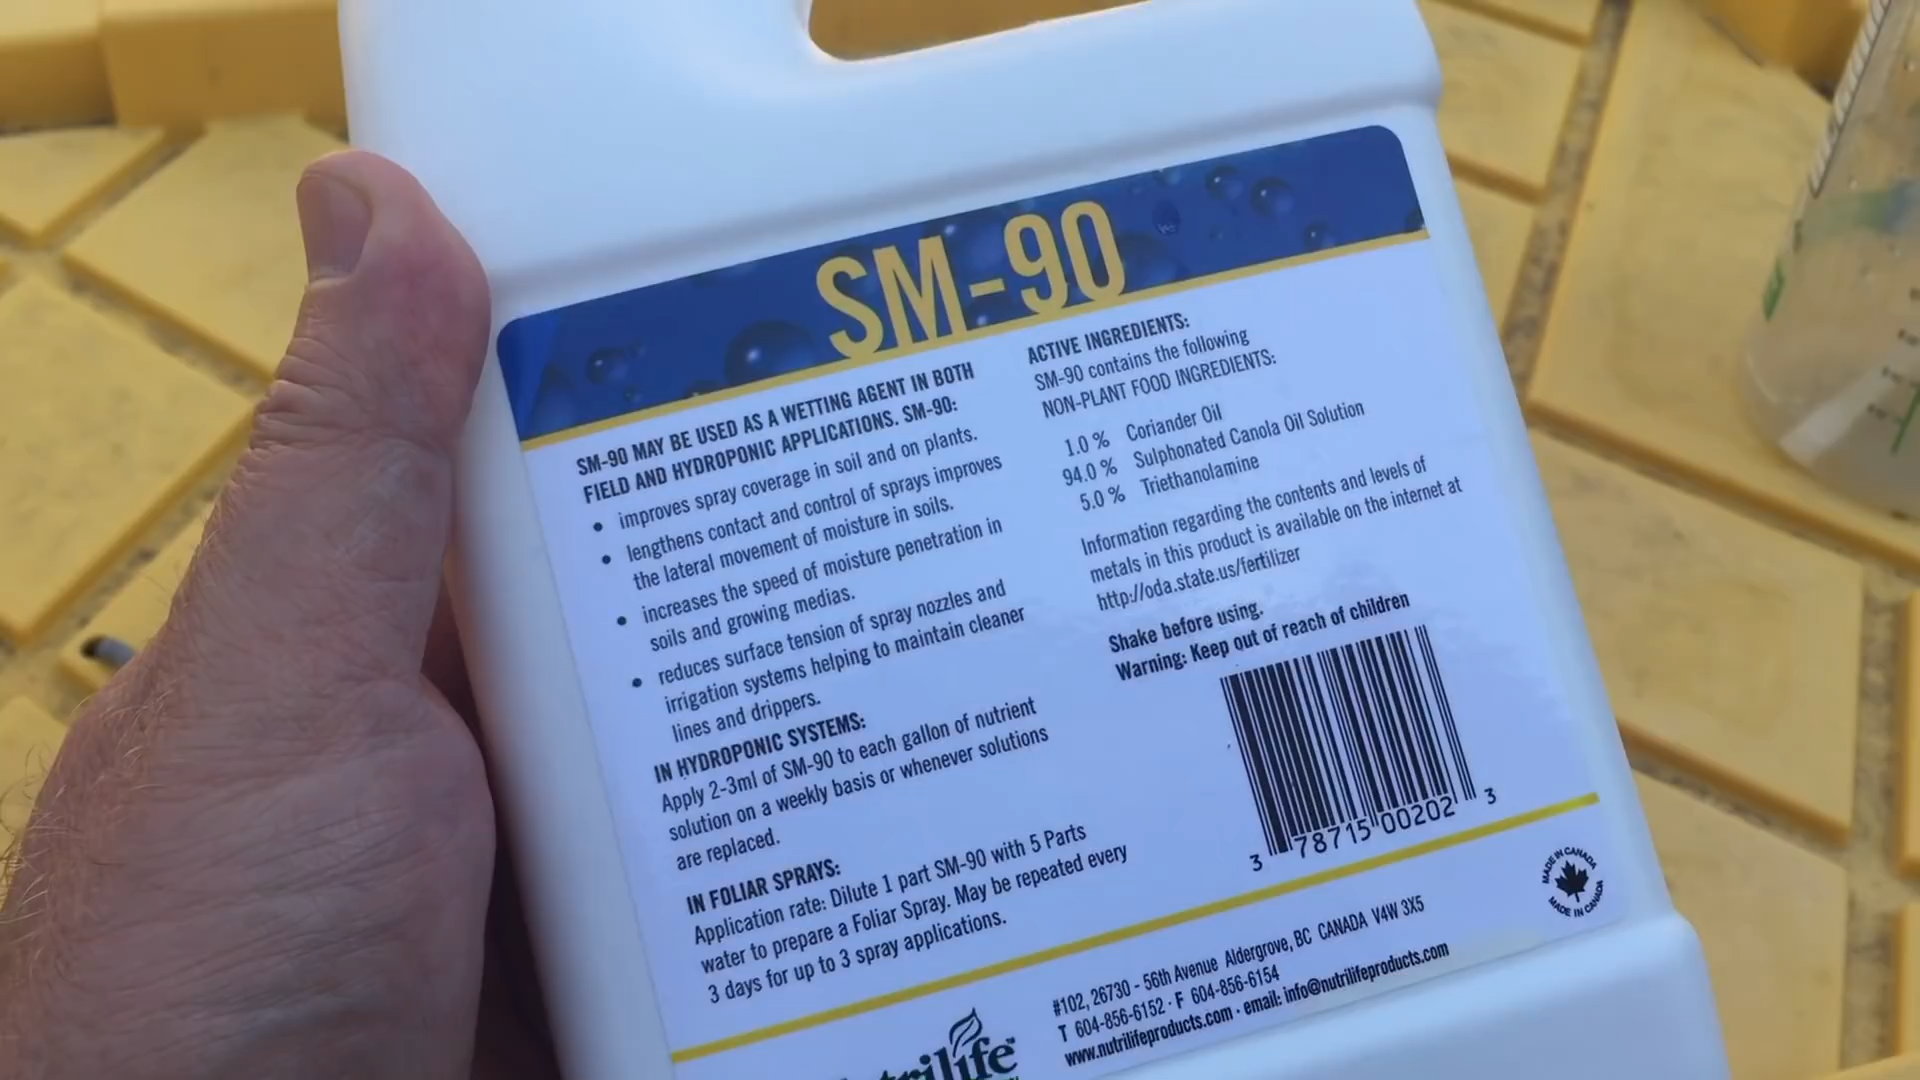 SM-90
SM-90 MAY BE USED AS A WETTING AGENT IN BOTH
FIELD AND HYDROPONIC APPLICATIONS. SM-90:
• improves spray coverage in soil and on plants.
• lengthens contact and control of sprays improves
the lateral movement of moisture in soils.
• increases the speed of moisture penetration in
soils and growing medias.
• reduces surface tension of spray nozzles and
irrigation systems helping to maintain cleaner
lines and drippers.
IN HYDROPONIC SYSTEMS:
Apply 2-3ml of SM-90 to each gallon of nutrient
solution on a weekly basis or whenever solutions
are replaced.
IN FOLIAR SPRAYS:
Application rate: Dilute 1 part SM-90 with 5 Parts
water to prepare a Foliar Spray. May be repeated every
3 days for up to 3 spray applications.
ACTIVE INGREDIENTS:
SM-90 contains the following
NON-PLANT FOOD INGREDIENTS:
1.0 % Coriander Oil
94.0 % Sulphonated Canola Oil Solution
5.0 % Triethanolamine
Information regarding the contents and levels of
metals in this product is available on the internet at
http://oda.state.us/fertilizer
Shake before using.
Warning: Keep out of reach of children
3 78715 00202 3
MADE IN CANADA
MADE IN CANADA
#102, 26730 - 56th Avenue Aldergrove, BC CANADA V4W 3X5
T 604-856-6152 · F 604-856-6154
www.nutrilifeproducts.com · email: info@nutrilifeproducts.com